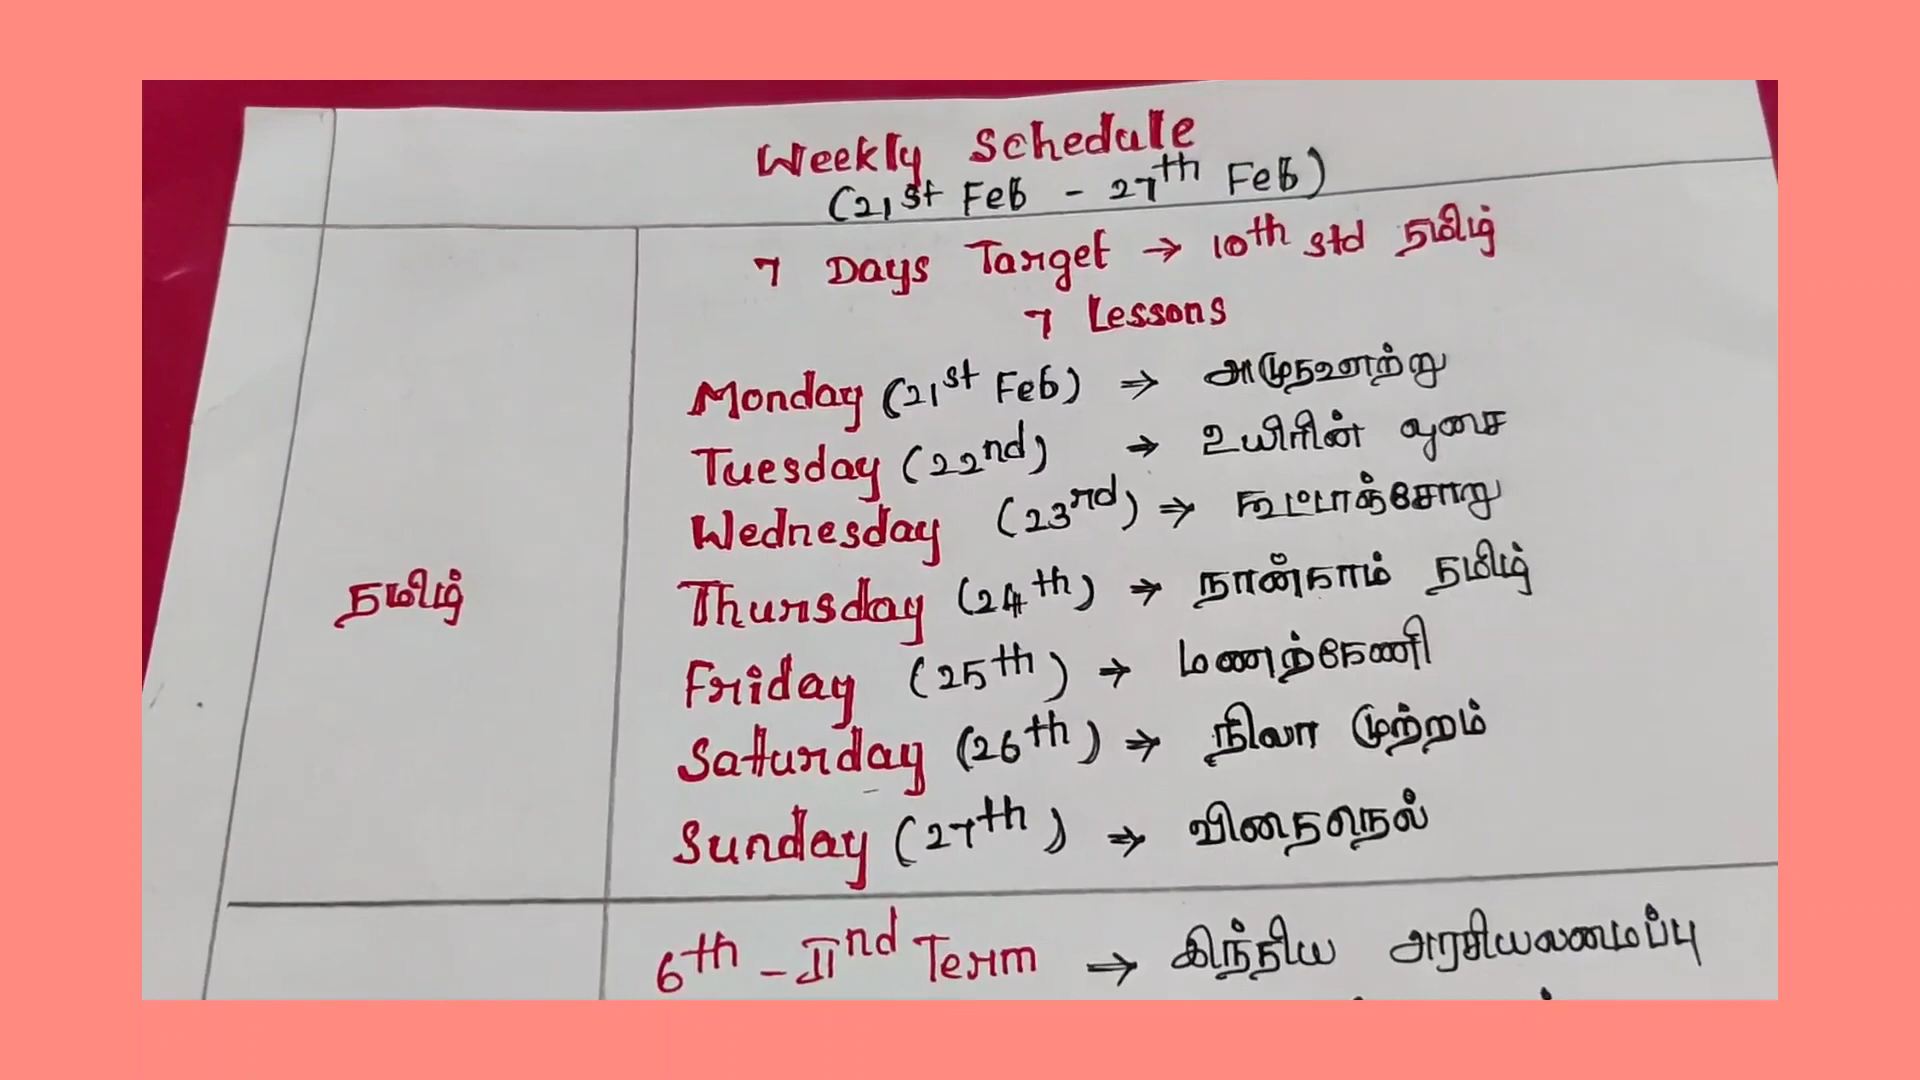 Weekly Schedule
(21st Feb - 27th Feb)
7 Days Target → 10th std தமிழ்
7 Lessons
Monday (21st Feb) ⇒ அமுதஊற்று
Tuesday (22nd) → உயிரின் ஓசை
Wednesday (23rd) ⇒ கூட்டாஞ்சோறு
தமிழ்
Thursday (24th) → நான்காம் தமிழ்
Friday (25th) → மணற்கேணி
Saturday (26th) ⇒ நிலா முற்றம்
Sunday (27th) ⇒ விதைநெல்
6th - IInd Term → இந்திய அரசியலமைப்பு